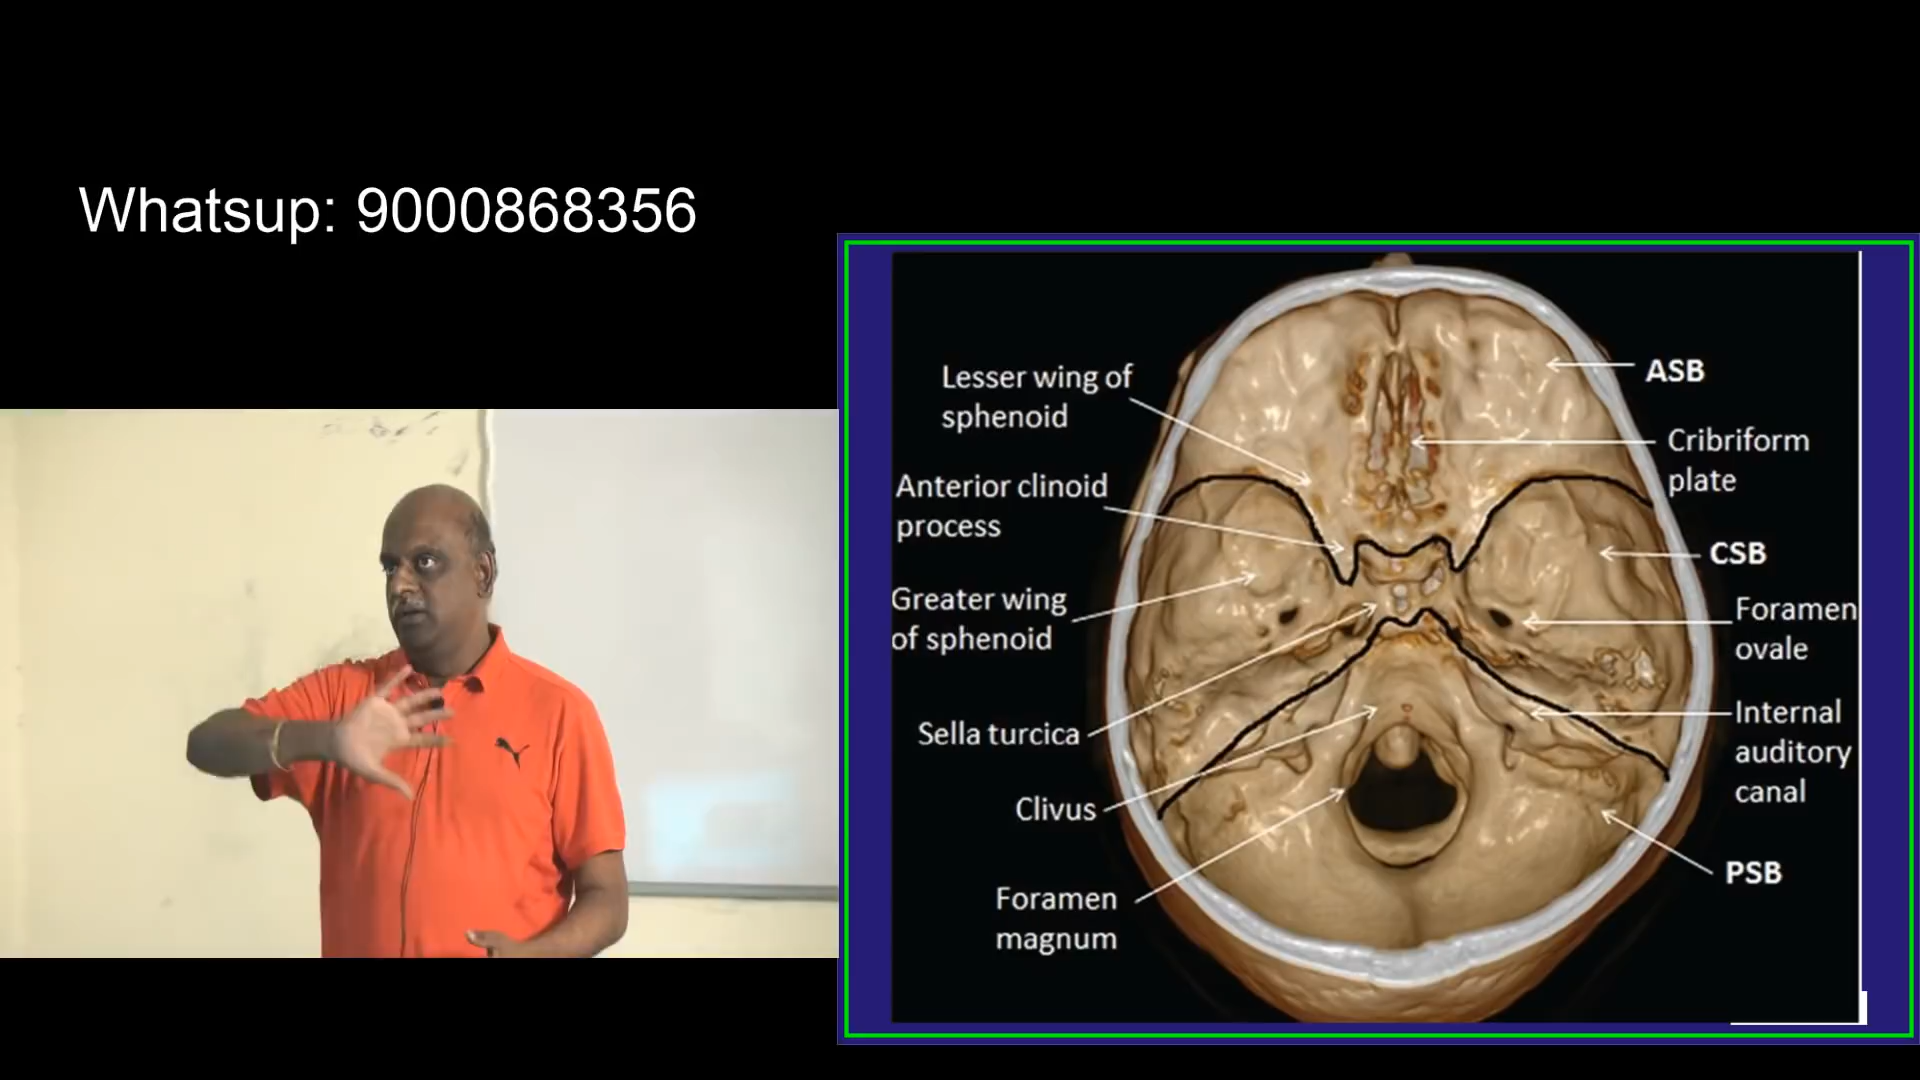 Whatsup: 9000868356
Lesser wing of
sphenoid
Anterior clinoid
process
Greater wing
of sphenoid
Sella turcica
Clivus
Foramen
magnum
ASB
Cribriform
plate
CSB
Foramen
ovale
Internal
auditory
canal
PSB